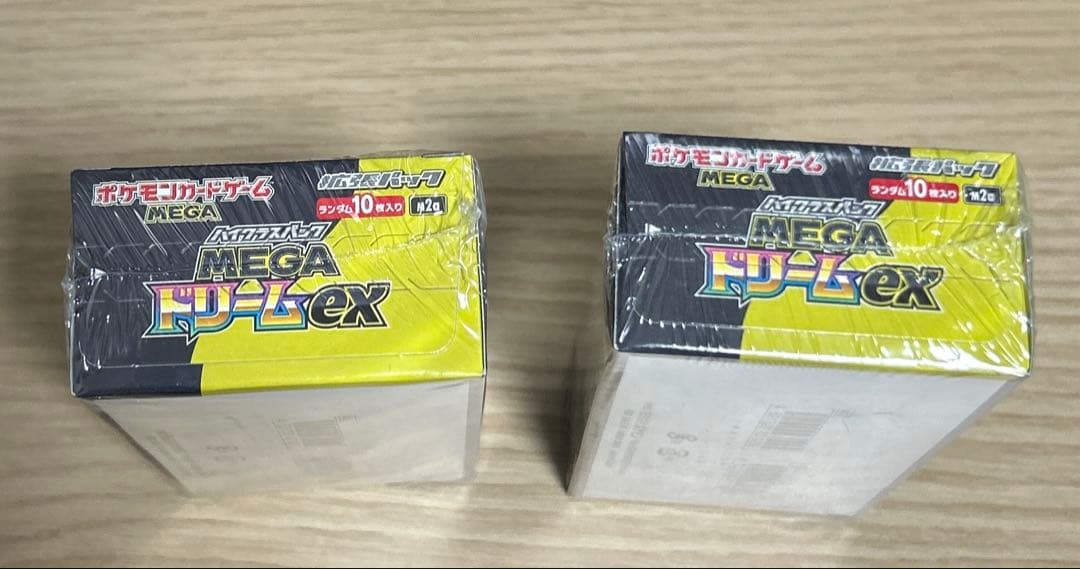 ポケモンカードゲーム
MEGA
拡張パック
ランダム10枚入り
M2a
ハイクラスパック
MEGA
ドリームex
ポケモンカードゲーム
MEGA
拡張パック
ランダム10枚入り
M2a
ハイクラスパック
MEGA
ドリームex